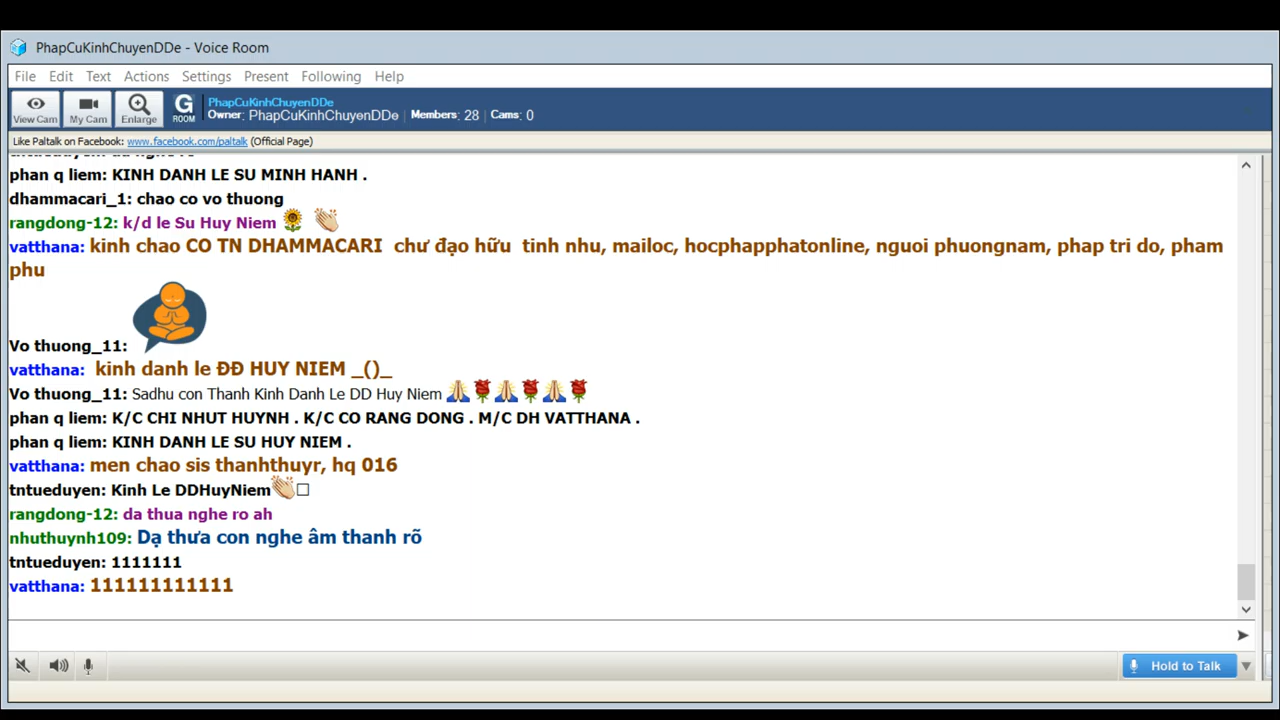 PhapCuKinhChuyenDDe - Voice Room
File Edit Text Actions Settings Present Following Help
View Cam My Cam Enlarge G ROOM
PhapCuKinhChuyenDDe
Owner: PhapCuKinhChuyenDDe | Members: 28 | Cams: 0
Like Paltalk on Facebook: www.facebook.com/paltalk (Official Page)
phan q liem: KINH DANH LE SU MINH HANH .
dhammacari_1: chao co vo thuong
rangdong-12: k/d le Su Huy Niem
vatthana: kinh chao CO TN DHAMMACARI chư đạo hữu tinh nhu, mailoc, hocphapphatonline, nguoi phuongnam, phap tri do, pham
phu
Vo thuong_11:
vatthana: kinh danh le ĐĐ HUY NIEM _()_
Vo thuong_11: Sadhu con Thanh Kinh Danh Le DD Huy Niem 🙏🌹🙏🌹🙏🌹
phan q liem: K/C CHI NHUT HUYNH . K/C CO RANG DONG . M/C DH VATTHANA .
phan q liem: KINH DANH LE SU HUY NIEM .
vatthana: men chao sis thanhthuyr, hq 016
tntueduyen: Kinh Le DDHuyNiem👏□
rangdong-12: da thua nghe ro ah
nhuthuynh109: Dạ thưa con nghe âm thanh rõ
tntueduyen: 1111111
vatthana: 111111111111
Hold to Talk